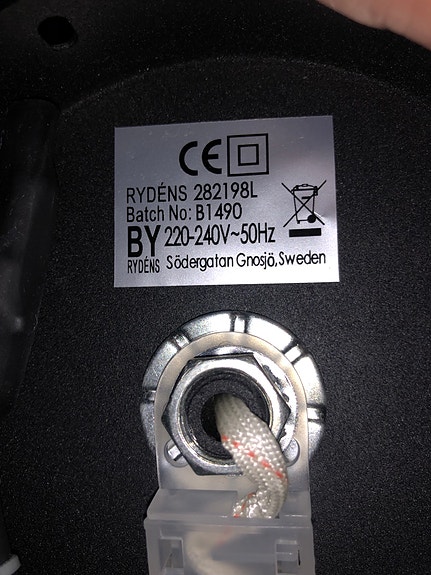 CE
RYDÉNS 282198L
Batch No: B1490
BY 220-240V~50Hz
RYDÉNS Södergatan Gnosjö,Sweden